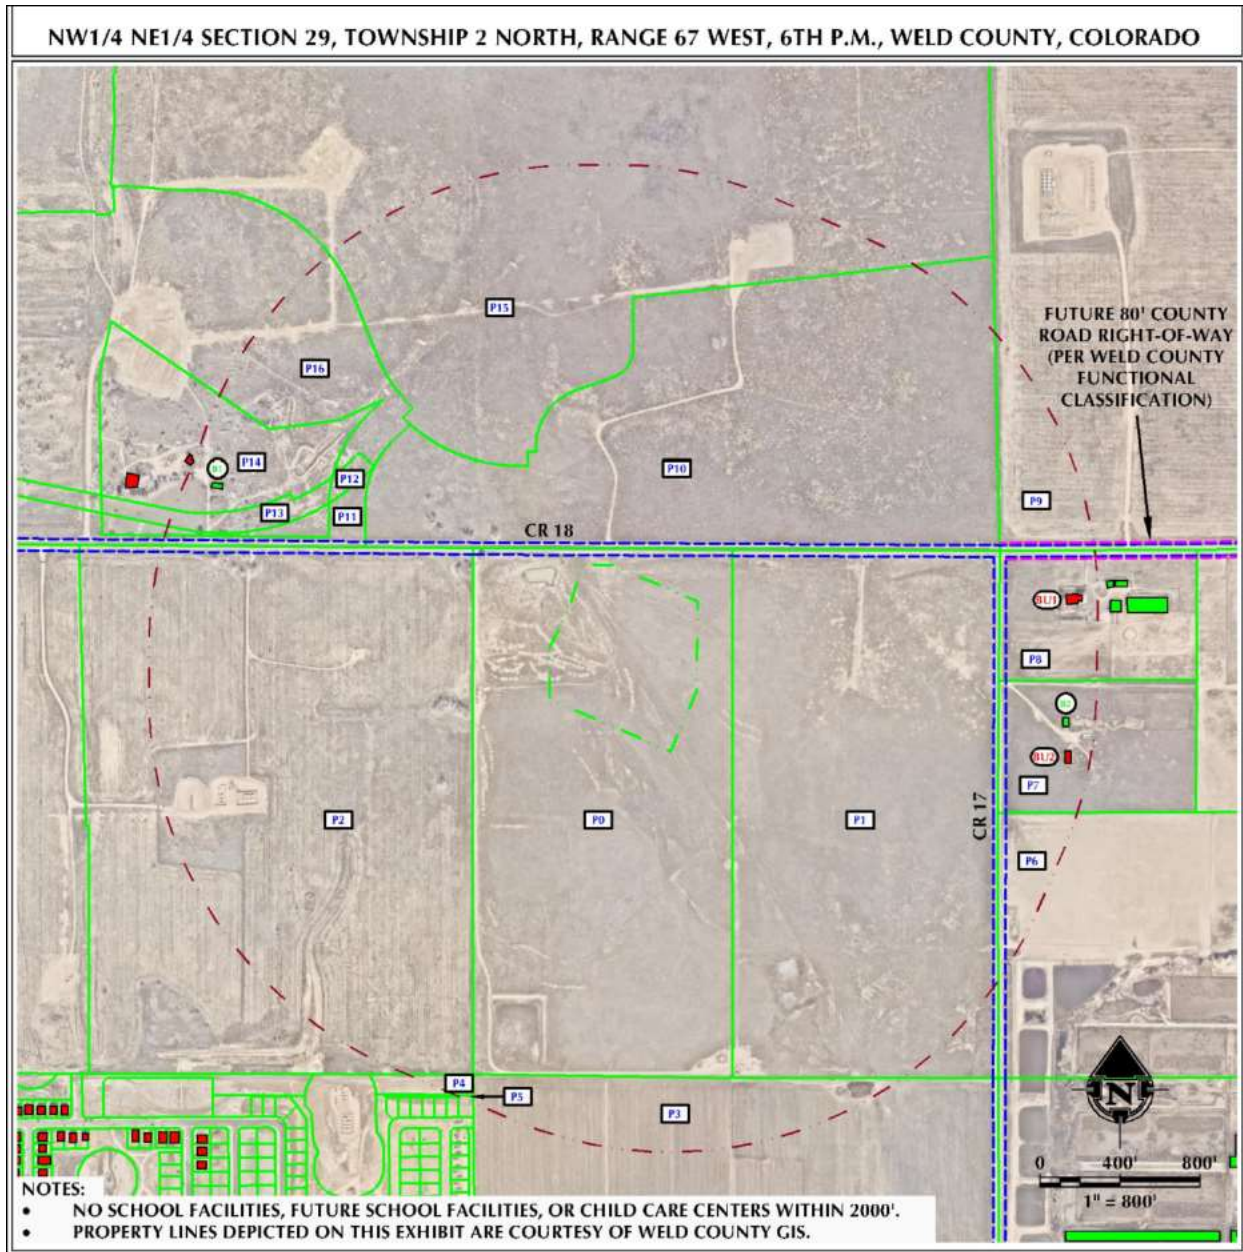 NW1/4 NE1/4 SECTION 29, TOWNSHIP 2 NORTH, RANGE 67 WEST, 6TH P.M., WELD COUNTY, COLORADO
FUTURE 80' COUNTY
ROAD RIGHT-OF-WAY
(PER WELD COUNTY
FUNCTIONAL
CLASSIFICATION)
P15
P16
P14
B1
P12
P10
P13
P11
P9
CR 18
BU1
P8
B2
BU2
P7
P2
P0
P1
CR 17
P6
P4
P5
P3
N
0 400' 800'
1" = 800'
NOTES:
• NO SCHOOL FACILITIES, FUTURE SCHOOL FACILITIES, OR CHILD CARE CENTERS WITHIN 2000'.
• PROPERTY LINES DEPICTED ON THIS EXHIBIT ARE COURTESY OF WELD COUNTY GIS.